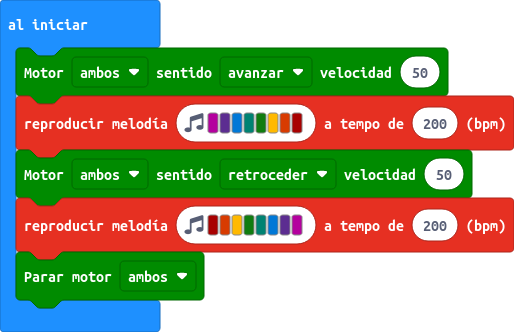 al iniciar
Motor ambos sentido avanzar velocidad 50
reproducir melodía a tempo de 200 (bpm)
Motor ambos sentido retroceder velocidad 50
reproducir melodía a tempo de 200 (bpm)
Parar motor ambos